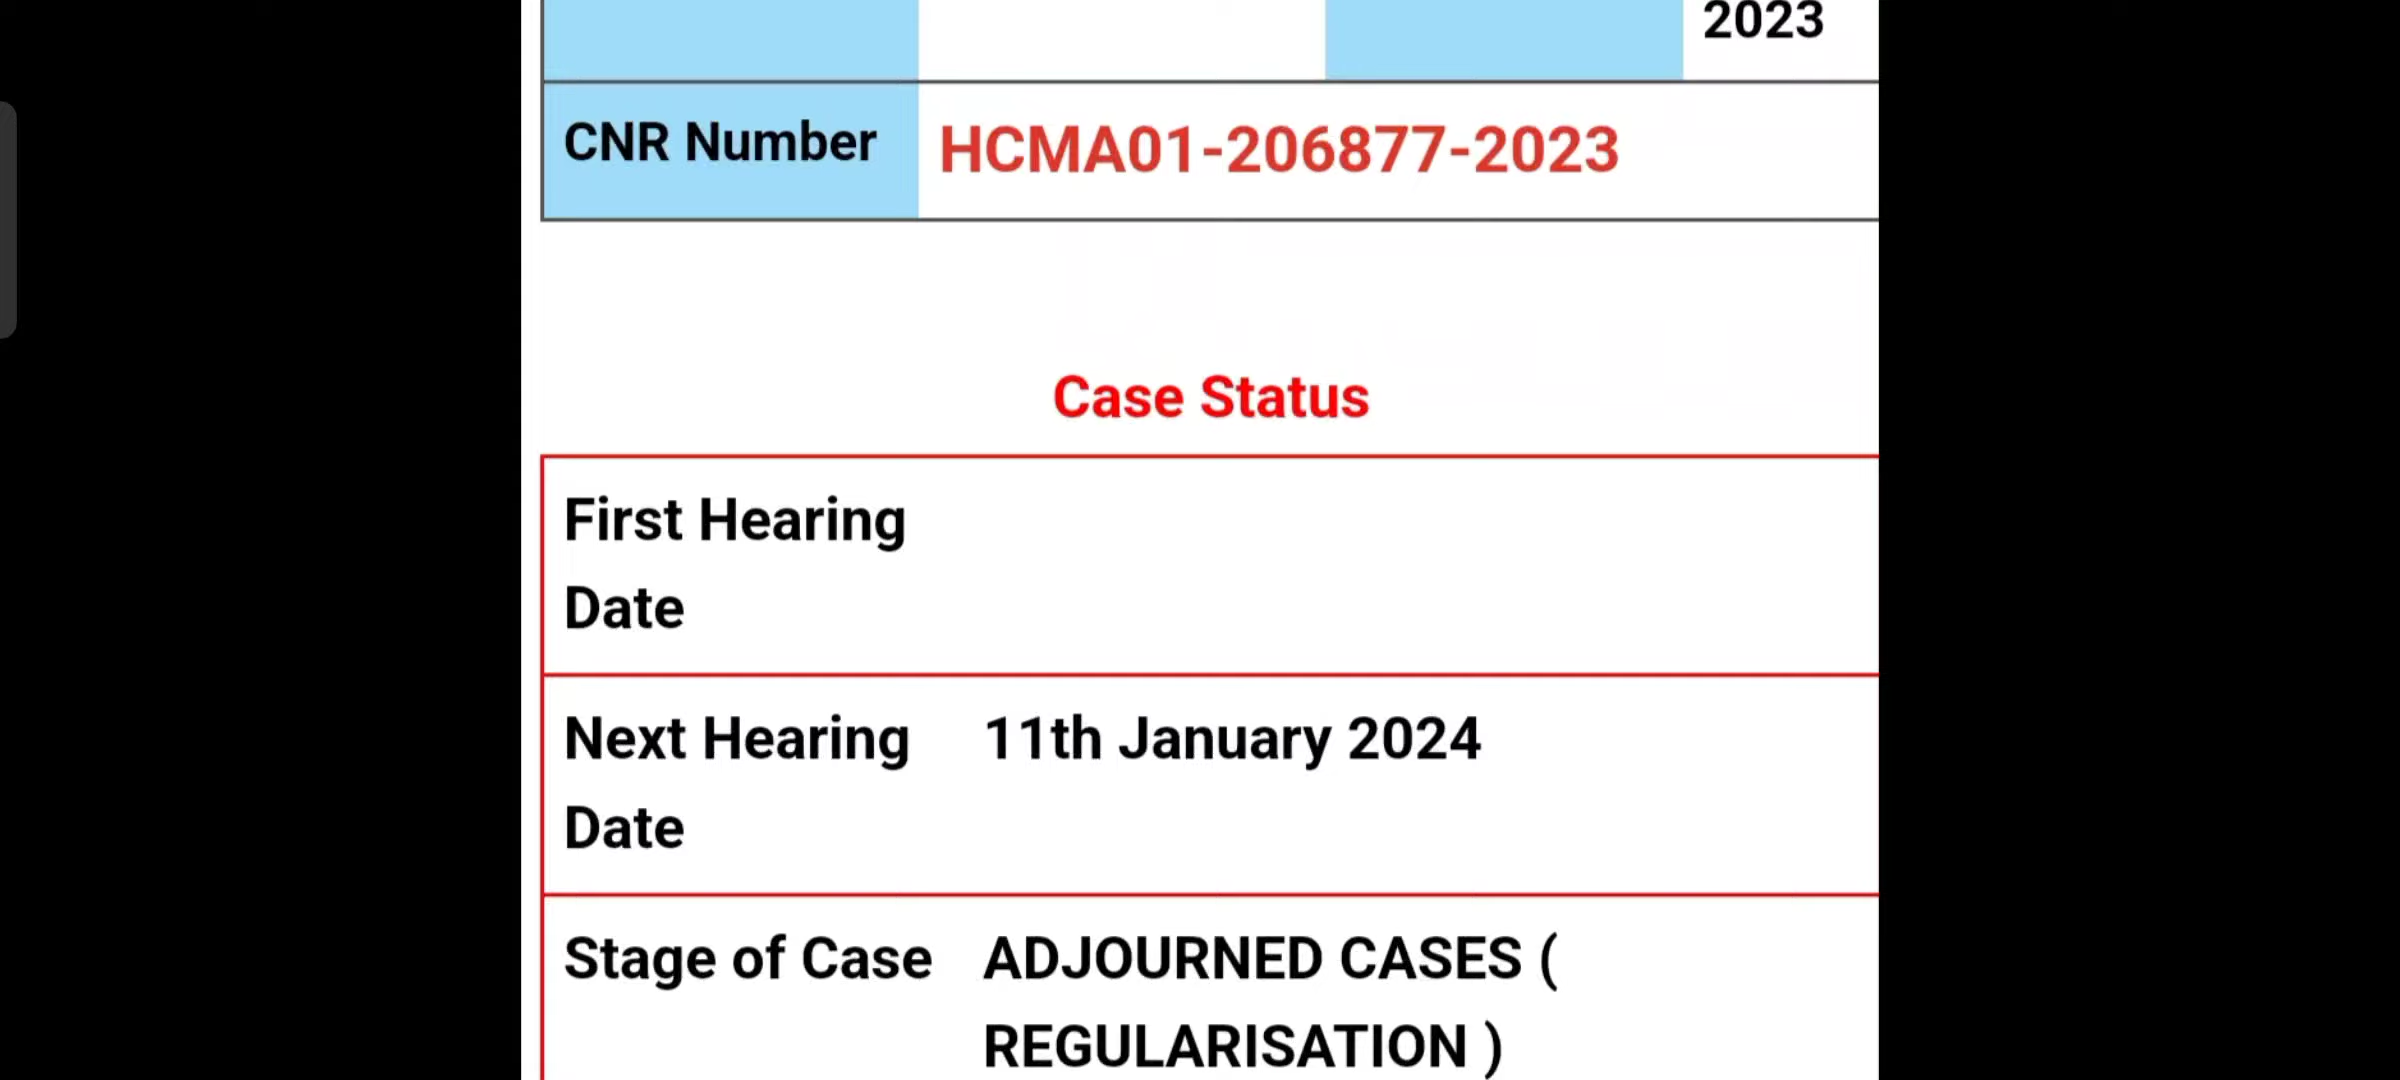 2023
CNR Number HCMA01-206877-2023
Case Status
First Hearing
Date
Next Hearing 11th January 2024
Date
Stage of Case ADJOURNED CASES (
REGULARISATION )